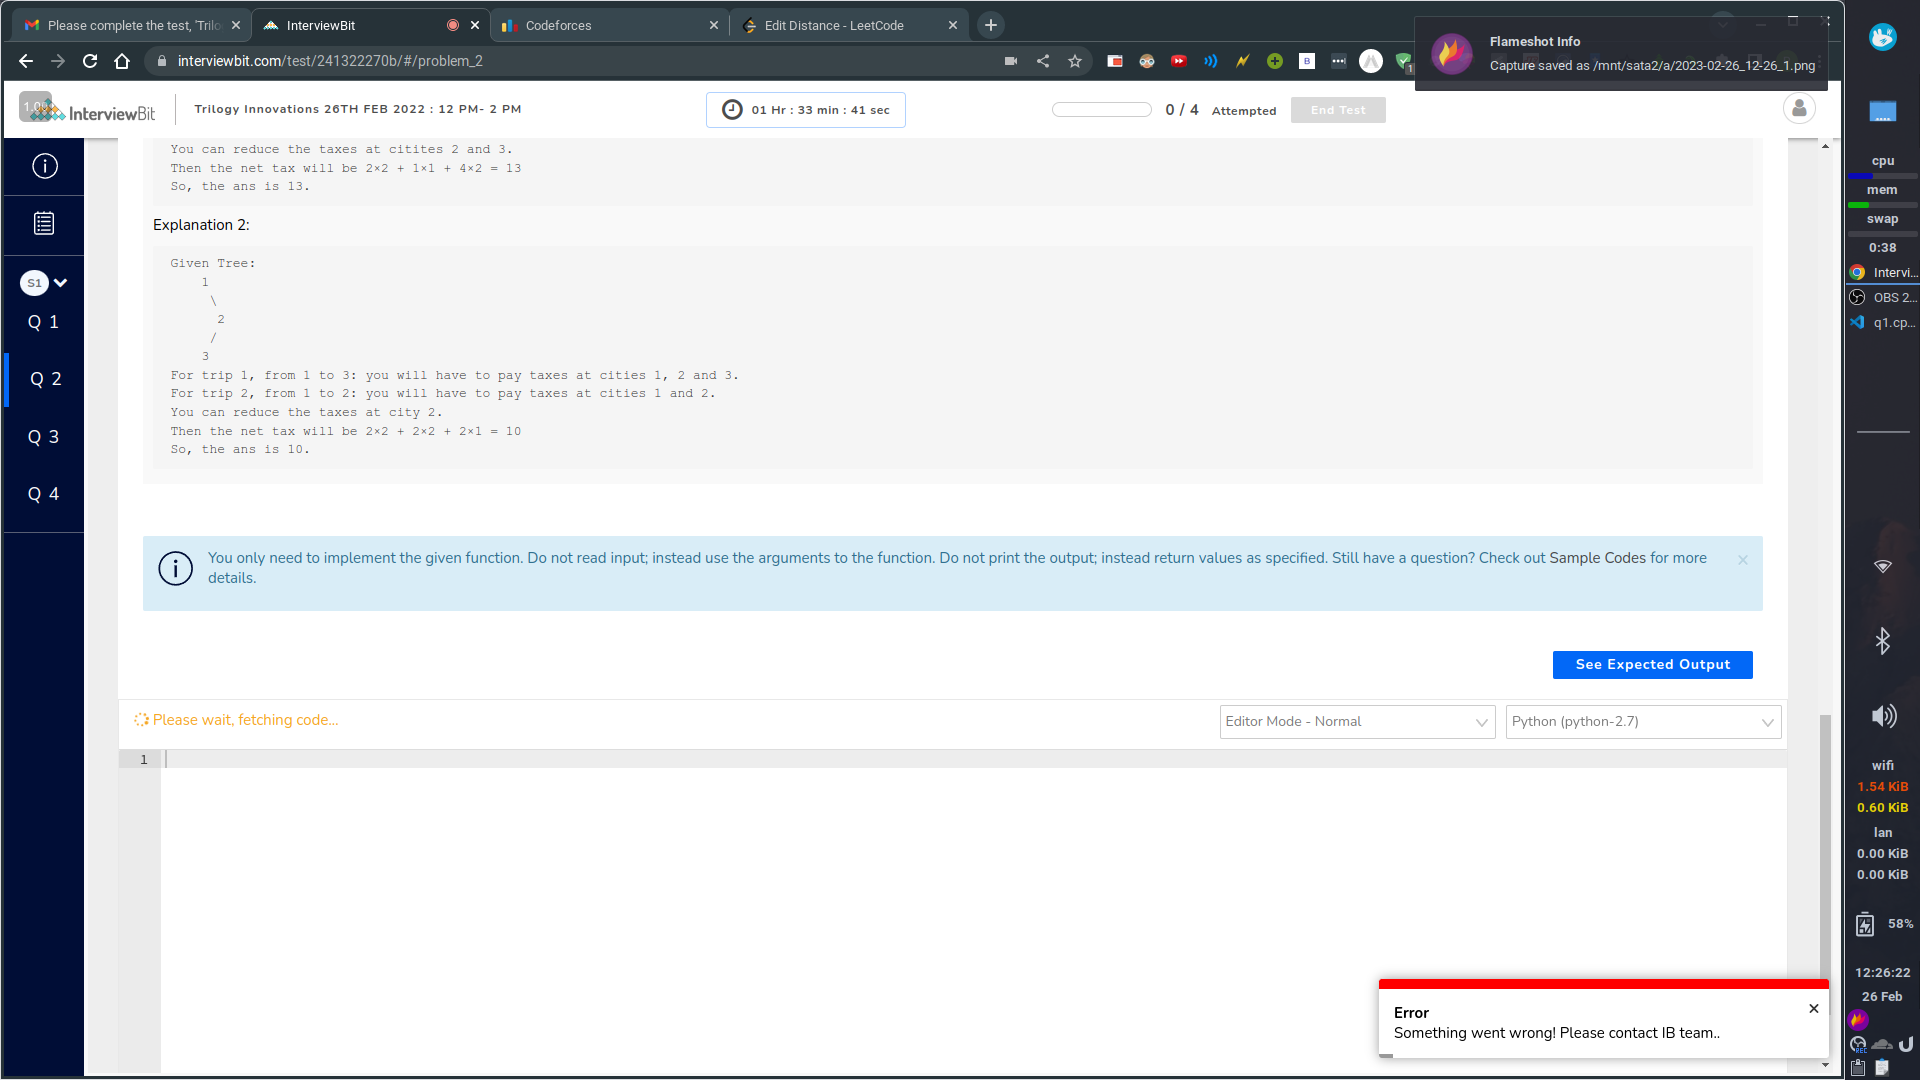 Please complete the test, 'Trilo
InterviewBit
Codeforces
Edit Distance - LeetCode
interviewbit.com/test/241322270b/#/problem_2
B
1
Flameshot Info
Capture saved as /mnt/sata2/a/2023-02-26_12-26_1.png
InterviewBit
Trilogy Innovations 26TH FEB 2022 : 12 PM- 2 PM
01 Hr : 33 min : 41 sec
0 / 4 Attempted
End Test
S1
Q 1
Q 2
Q 3
Q 4
You can reduce the taxes at citites 2 and 3.
Then the net tax will be 2×2 + 1×1 + 4×2 = 13
So, the ans is 13.
Explanation 2:
Given Tree:
1
\
2
/
3
For trip 1, from 1 to 3: you will have to pay taxes at cities 1, 2 and 3.
For trip 2, from 1 to 2: you will have to pay taxes at cities 1 and 2.
You can reduce the taxes at city 2.
Then the net tax will be 2×2 + 2×2 + 2×1 = 10
So, the ans is 10.
You only need to implement the given function. Do not read input; instead use the arguments to the function. Do not print the output; instead return values as specified. Still have a question? Check out Sample Codes for more
details.
See Expected Output
Please wait, fetching code...
Editor Mode - Normal
Python (python-2.7)
1
Error
Something went wrong! Please contact IB team..
cpu
mem
swap
0:38
Intervi...
OBS 2...
q1.cp...
wifi
1.54 KiB
0.60 KiB
lan
0.00 KiB
0.00 KiB
58%
12:26:22
26 Feb
REC